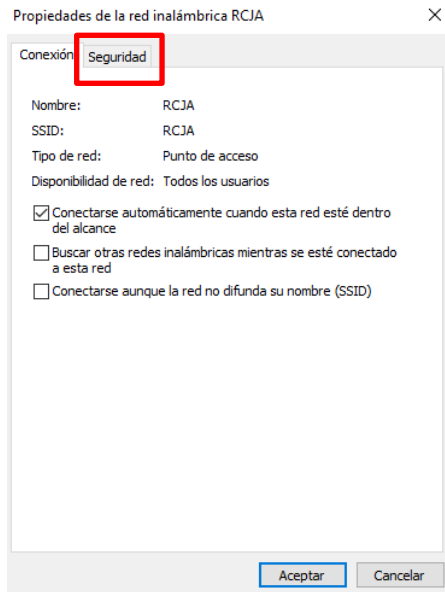 Propiedades de la red inalámbrica RCJA
Conexión Seguridad
Nombre: RCJA
SSID: RCJA
Tipo de red: Punto de acceso
Disponibilidad de red: Todos los usuarios
Conectarse automáticamente cuando esta red esté dentro
del alcance
Buscar otras redes inalámbricas mientras se esté conectado
a esta red
Conectarse aunque la red no difunda su nombre (SSID)
Aceptar Cancelar